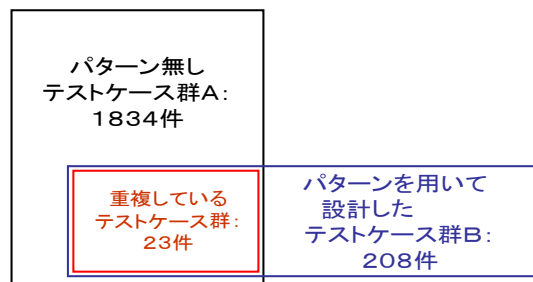 パターン無し
テストケース群A:
1834件
重複している
テストケース群:
23件
パターンを用いて
設計した
テストケース群B:
208件